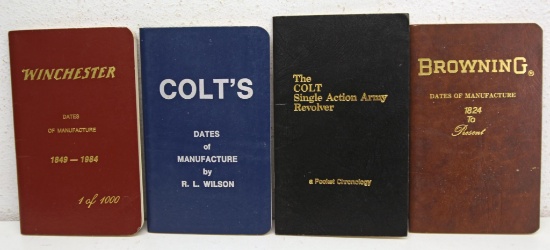 WINCHESTER
DATES
OF MANUFACTURE
1849 — 1984
1 of 1000
COLT'S
DATES
of
MANUFACTURE
by
R. L. WILSON
The
COLT
Single Action Army
Revolver
a Pocket Chronology
BROWNING®
DATES OF MANUFACTURE
1824
To
Present